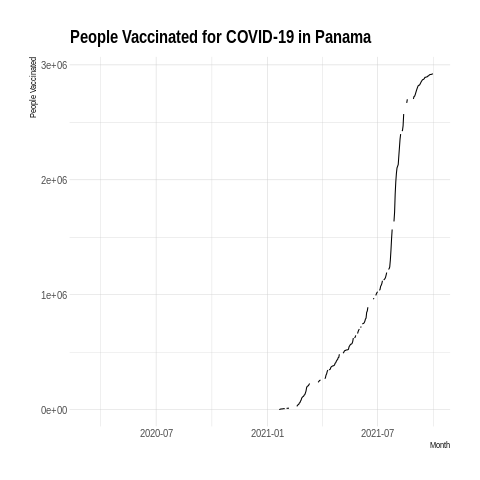 People Vaccinated for COVID-19 in Panama
People Vaccinated
3e+06
2e+06
1e+06
0e+00
2020-07
2021-01
2021-07
Month